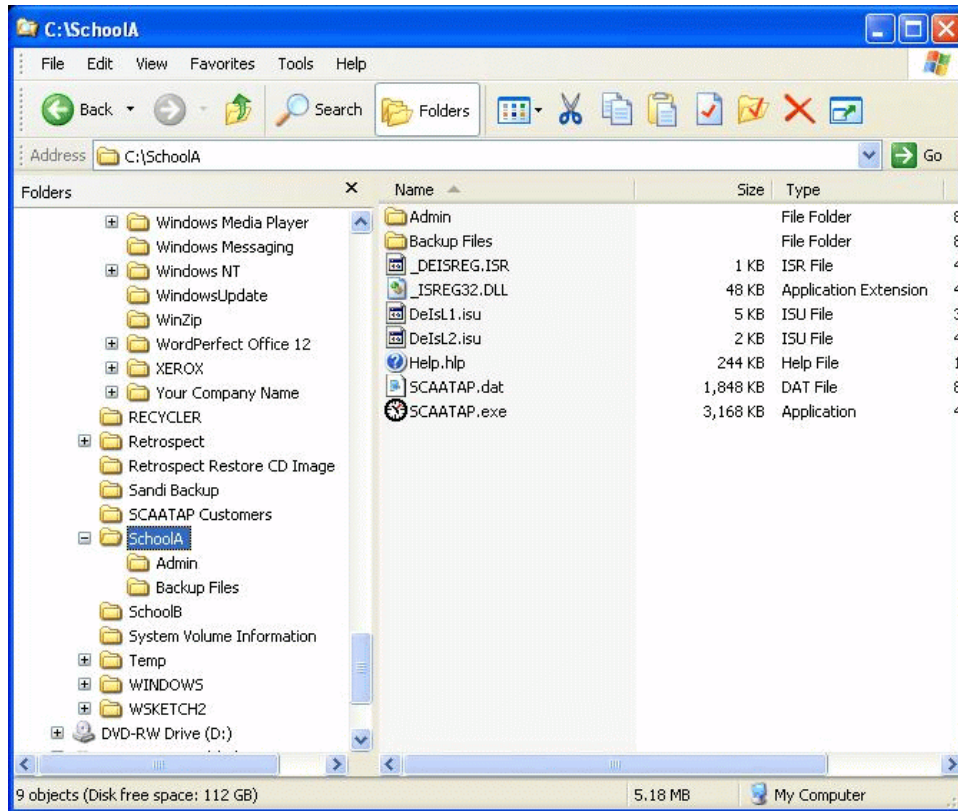 C:\SchoolA
File Edit View Favorites Tools Help
Back Search Folders
Address C:\SchoolA Go
Folders
Windows Media Player
Windows Messaging
Windows NT
WindowsUpdate
WinZip
WordPerfect Office 12
XEROX
Your Company Name
RECYCLER
Retrospect
Retrospect Restore CD Image
Sandi Backup
SCAATAP Customers
SchoolA
Admin
Backup Files
SchoolB
System Volume Information
Temp
WINDOWS
WSKETCH2
DVD-RW Drive (D:)
Name Size Type
Admin File Folder
Backup Files File Folder
_DEISREG.ISR 1 KB ISR File
_ISREG32.DLL 48 KB Application Extension
DeIsL1.isu 5 KB ISU File
DeIsL2.isu 2 KB ISU File
Help.hlp 244 KB Help File
SCAATAP.dat 1,848 KB DAT File
SCAATAP.exe 3,168 KB Application
9 objects (Disk free space: 112 GB) 5.18 MB My Computer